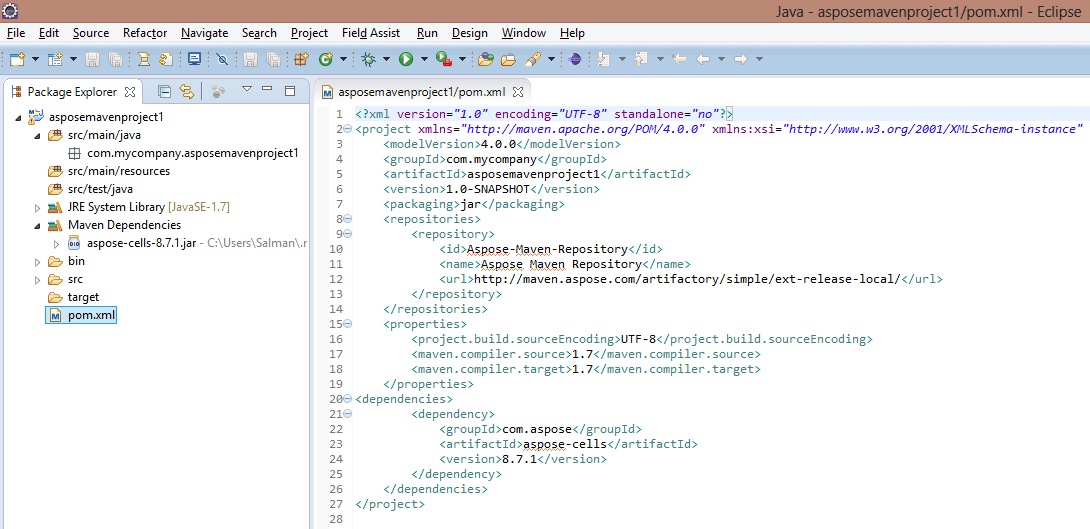 Java - asposemavenproject1/pom.xml - Eclipse
File Edit Source Refactor Navigate Search Project Field Assist Run Design Window Help
Package Explorer
asposemavenproject1
src/main/java
com.mycompany.asposemavenproject1
src/main/resources
src/test/java
JRE System Library [JavaSE-1.7]
Maven Dependencies
aspose-cells-8.7.1.jar - C:\Users\Salman\.r
bin
src
target
pom.xml
asposemavenproject1/pom.xml
1 <?xml version="1.0" encoding="UTF-8" standalone="no"?>
2 <project xmlns="http://maven.apache.org/POM/4.0.0" xmlns:xsi="http://www.w3.org/2001/XMLSchema-instance"
3 <modelVersion>4.0.0</modelVersion>
4 <groupId>com.mycompany</groupId>
5 <artifactId>asposemavenproject1</artifactId>
6 <version>1.0-SNAPSHOT</version>
7 <packaging>jar</packaging>
8 <repositories>
9 <repository>
10 <id>Aspose-Maven-Repository</id>
11 <name>Aspose Maven Repository</name>
12 <url>http://maven.aspose.com/artifactory/simple/ext-release-local/</url>
13 </repository>
14 </repositories>
15 <properties>
16 <project.build.sourceEncoding>UTF-8</project.build.sourceEncoding>
17 <maven.compiler.source>1.7</maven.compiler.source>
18 <maven.compiler.target>1.7</maven.compiler.target>
19 </properties>
20 <dependencies>
21 <dependency>
22 <groupId>com.aspose</groupId>
23 <artifactId>aspose-cells</artifactId>
24 <version>8.7.1</version>
25 </dependency>
26 </dependencies>
27 </project>
28